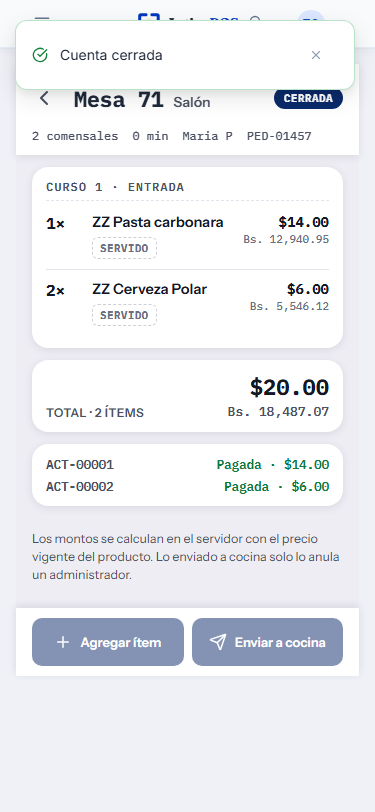 Cuenta cerrada
Mesa 71 Salón
CERRADA
2 comensales 0 min Maria P PED-01457
CURSO 1 · ENTRADA
1× ZZ Pasta carbonara $14.00
SERVIDO Bs. 12,940.95
2× ZZ Cerveza Polar $6.00
SERVIDO Bs. 5,546.12
$20.00
TOTAL · 2 ÍTEMS Bs. 18,487.07
ACT-00001 Pagada · $14.00
ACT-00002 Pagada · $6.00
Los montos se calculan en el servidor con el precio
vigente del producto. Lo enviado a cocina solo lo anula
un administrador.
Agregar ítem
Enviar a cocina